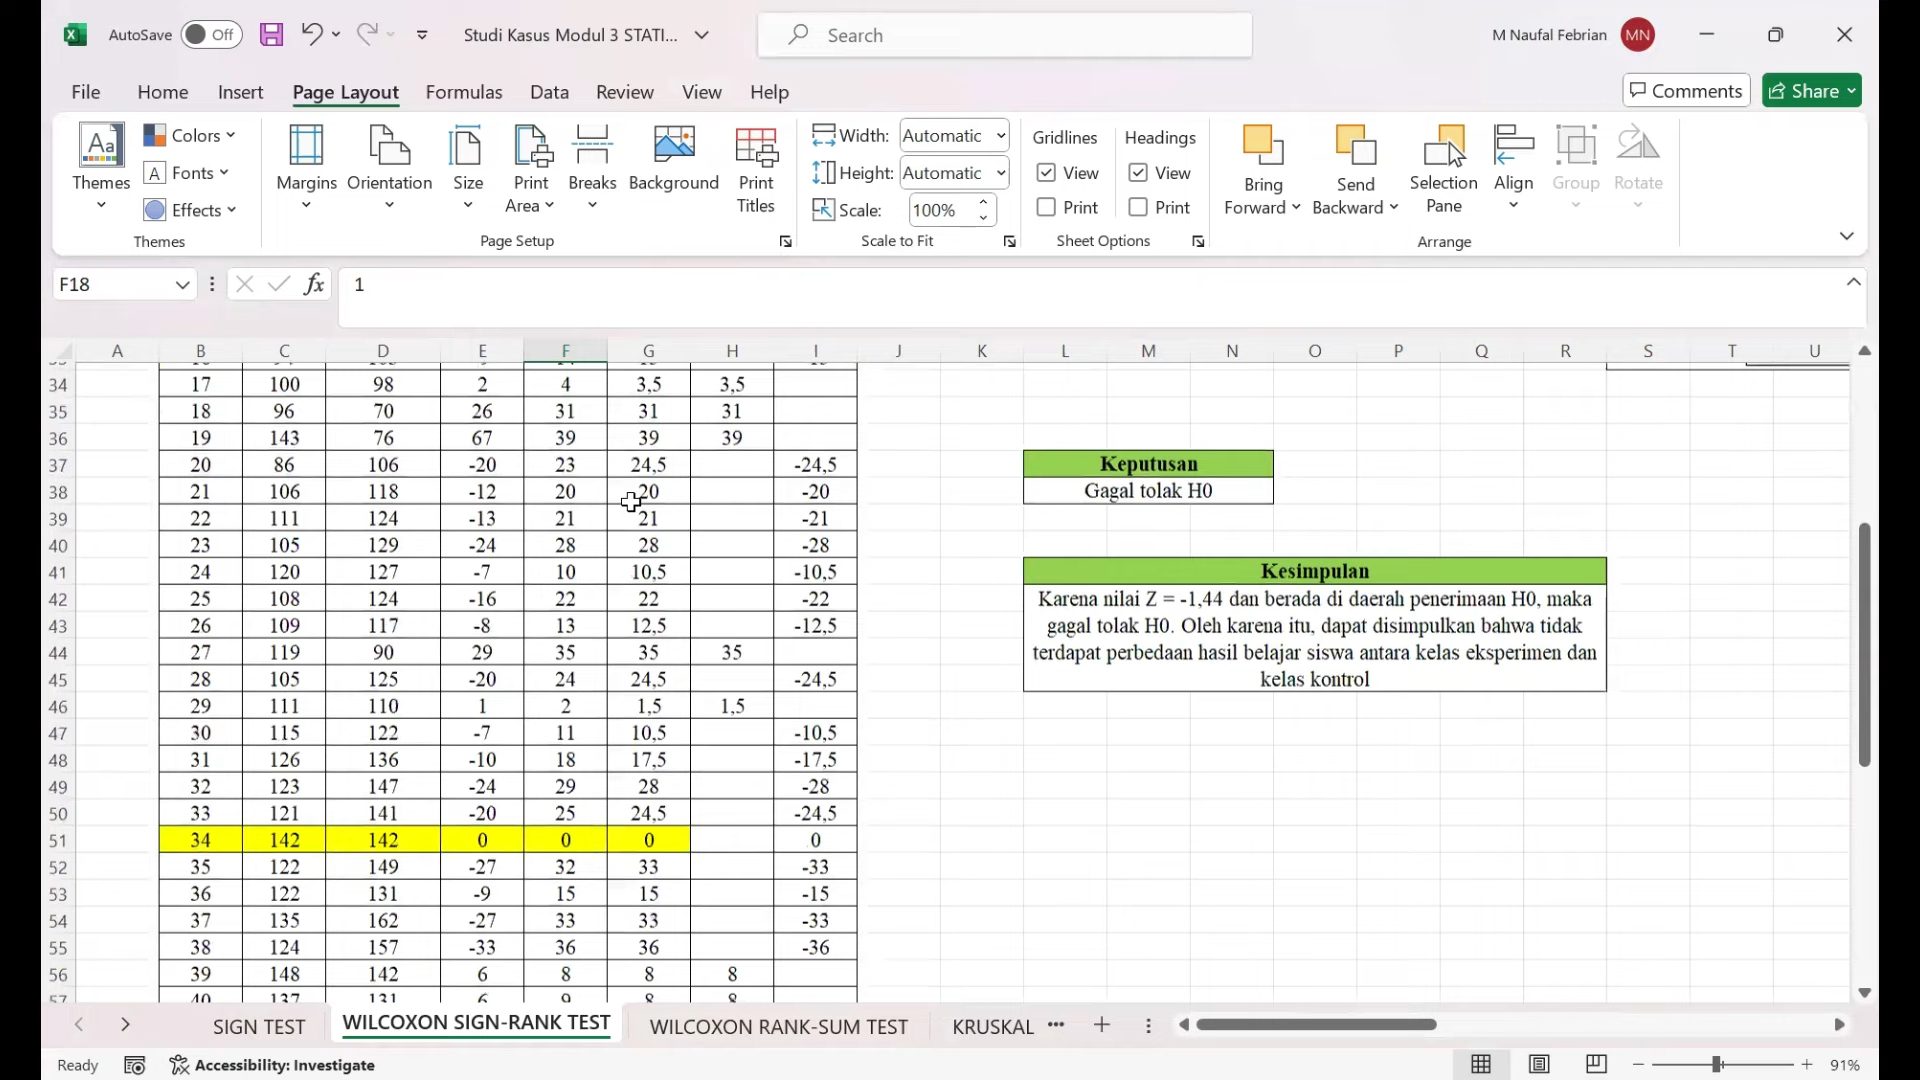 AutoSave Off Studi Kasus Modul 3 STATI... Search M Naufal Febrian MN
File Home Insert Page Layout Formulas Data Review View Help Comments Share
Aa Colors Width: Automatic Gridlines Headings
A Fonts Height: Automatic View View
Themes Effects Margins Orientation Size Print Area Breaks Background Print Titles Scale: 100% Print Print Bring Forward Send Backward Selection Pane Align Group Rotate
Themes Page Setup Scale to Fit Sheet Options Arrange
F18 fx 1
A B C D E F G H I J K L M N O P Q R S T U
34 17 100 98 2 4 3,5 3,5
35 18 96 70 26 31 31 31
36 19 143 76 67 39 39 39
37 20 86 106 -20 23 24,5 -24,5
38 21 106 118 -12 20 20 -20
39 22 111 124 -13 21 21 -21
40 23 105 129 -24 28 28 -28
41 24 120 127 -7 10 10,5 -10,5
42 25 108 124 -16 22 22 -22
43 26 109 117 -8 13 12,5 -12,5
44 27 119 90 29 35 35 35
45 28 105 125 -20 24 24,5 -24,5
46 29 111 110 1 2 1,5 1,5
47 30 115 122 -7 11 10,5 -10,5
48 31 126 136 -10 18 17,5 -17,5
49 32 123 147 -24 29 28 -28
50 33 121 141 -20 25 24,5 -24,5
51 34 142 142 0 0 0 0
52 35 122 149 -27 32 33 -33
53 36 122 131 -9 15 15 -15
54 37 135 162 -27 33 33 -33
55 38 124 157 -33 36 36 -36
56 39 148 142 6 8 8 8
57 40 137 131 6 9 8 8
Keputusan
Gagal tolak H0
Kesimpulan
Karena nilai Z = -1,44 dan berada di daerah penerimaan H0, maka
gagal tolak H0. Oleh karena itu, dapat disimpulkan bahwa tidak
terdapat perbedaan hasil belajar siswa antara kelas eksperimen dan
kelas kontrol
SIGN TEST WILCOXON SIGN-RANK TEST WILCOXON RANK-SUM TEST KRUSKAL ...
Ready Accessibility: Investigate 91%